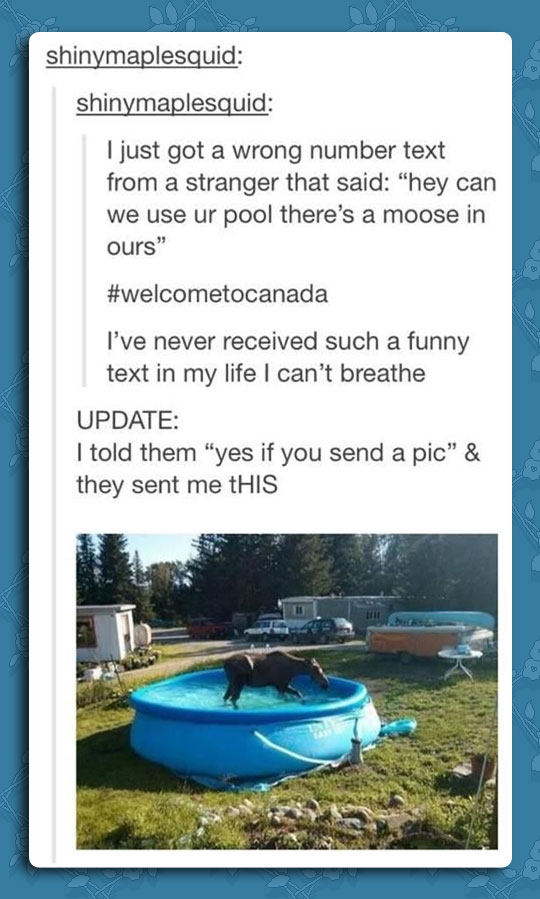 shinymaplesquid:
shinymaplesquid:
I just got a wrong number text
from a stranger that said: “hey can
we use ur pool there’s a moose in
ours”
#welcometocanada
I’ve never received such a funny
text in my life I can’t breathe
UPDATE:
I told them “yes if you send a pic” &
they sent me tHIS
EASY